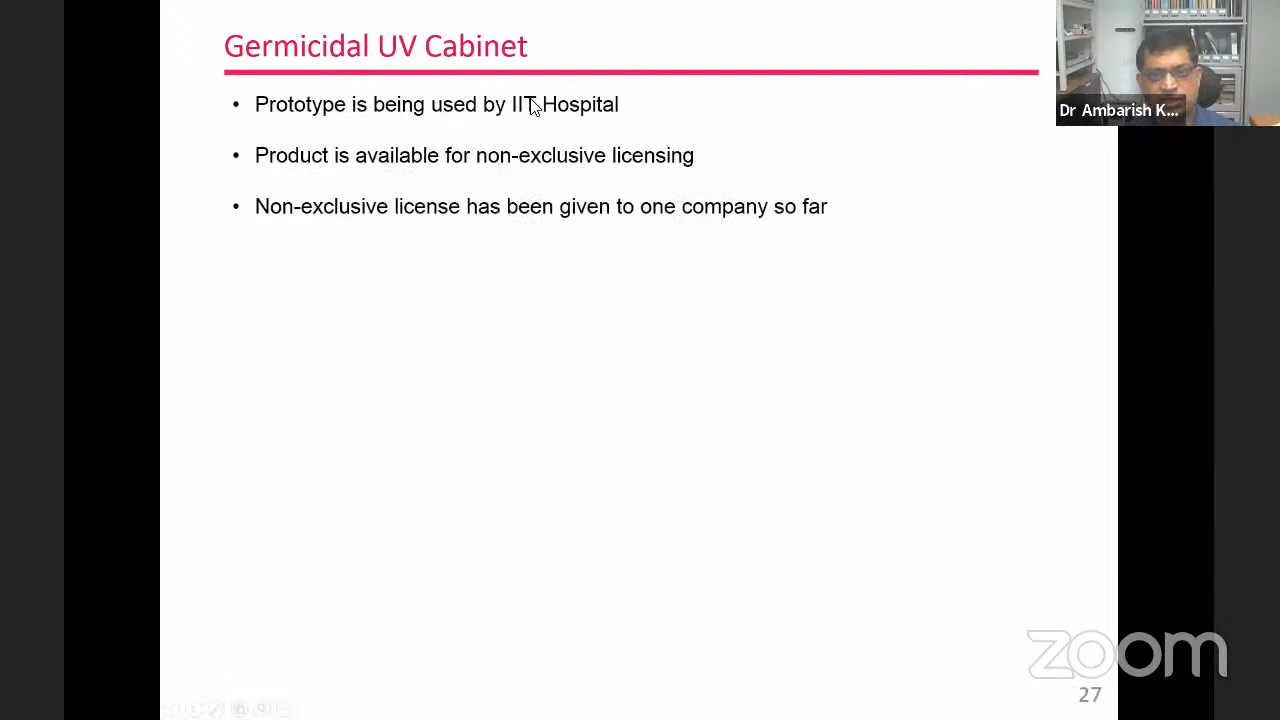 Germicidal UV Cabinet
• Prototype is being used by IIT Hospital
• Product is available for non-exclusive licensing
• Non-exclusive license has been given to one company so far
Dr Ambarish K...
zoom
27